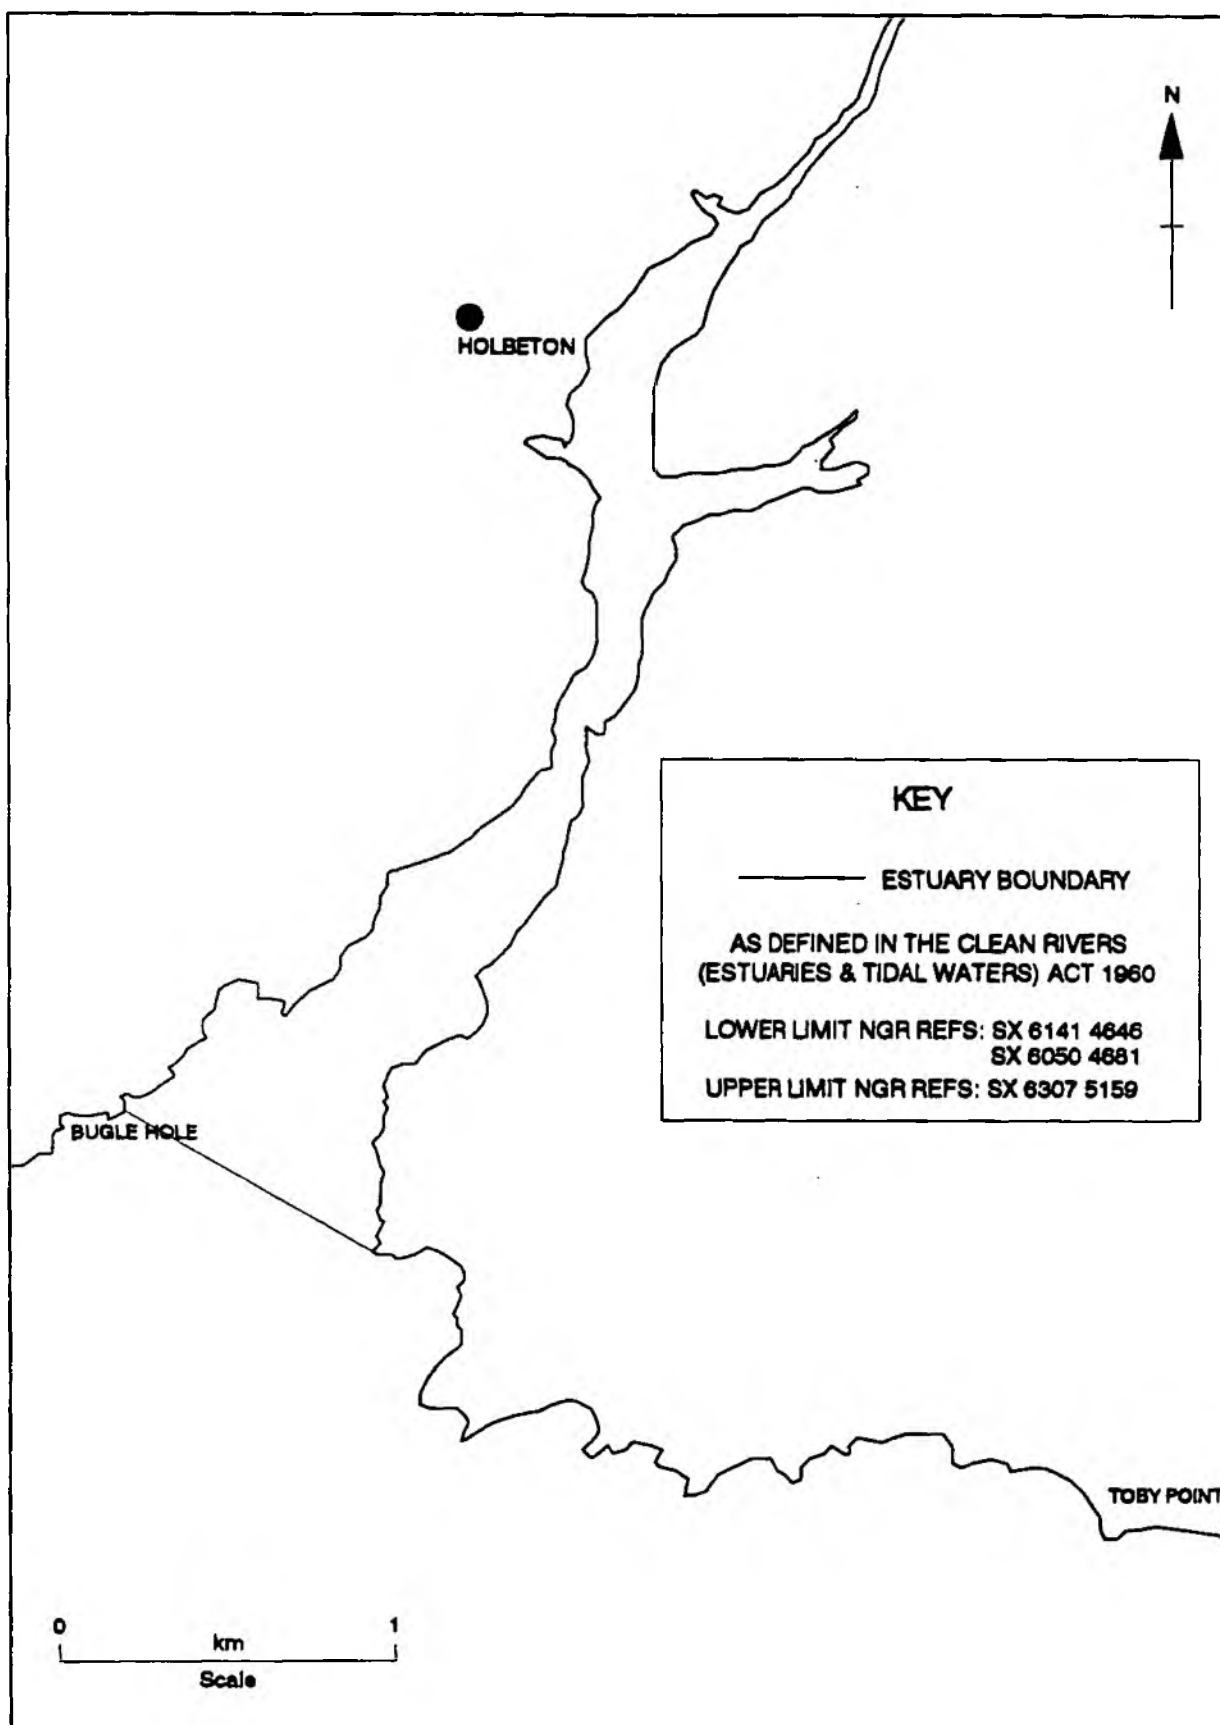 N
HOLBETON
KEY
ESTUARY BOUNDARY
AS DEFINED IN THE CLEAN RIVERS
(ESTUARIES & TIDAL WATERS) ACT 1960
LOWER LIMIT NGR REFS: SX 6141 4646
SX 6050 4681
UPPER LIMIT NGR REFS: SX 6307 5159
BUGLE HOLE
TOBY POINT
0 1
km
Scale